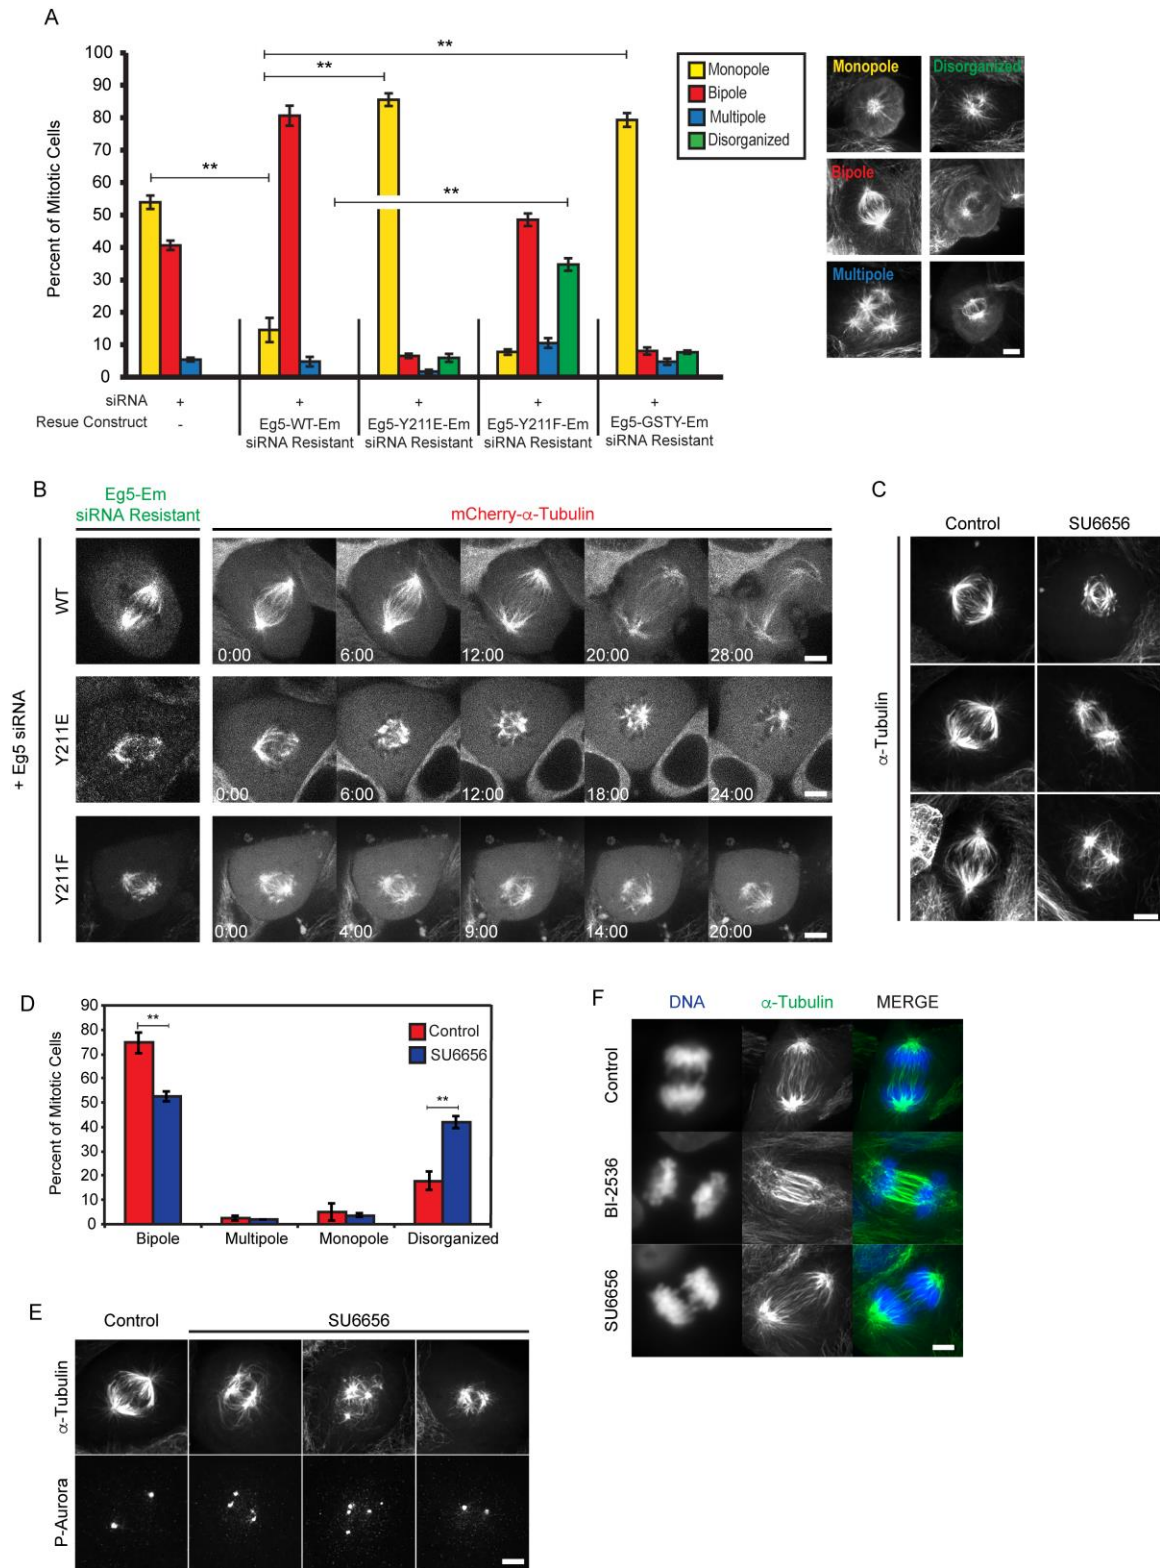 A
100
90
80
70
60
50
40
30
20
10
0
Percent of Mitotic Cells
**
**
**
**
Monopole
Bipole
Multipole
Disorganized
Monopole
Disorganized
Bipole
Multipole
siRNA + + + + +
Resue Construct - Eg5-WT-Em Eg5-Y211E-Em Eg5-Y211F-Em Eg5-GSTY-Em
siRNA Resistant siRNA Resistant siRNA Resistant siRNA Resistant
B
Eg5-Em
siRNA Resistant
mCherry-α-Tubulin
+ Eg5 siRNA
WT
0:00 6:00 12:00 20:00 28:00
Y211E
0:00 6:00 12:00 18:00 24:00
Y211F
0:00 4:00 9:00 14:00 20:00
C
Control SU6656
α-Tubulin
D
90
80
70
60
50
40
30
20
10
0
Percent of Mitotic Cells
**
**
Control
SU6656
Bipole Multipole Monopole Disorganized
E
Control SU6656
α-Tubulin
P-Aurora
F
DNA α-Tubulin MERGE
Control
BI-2536
SU6656